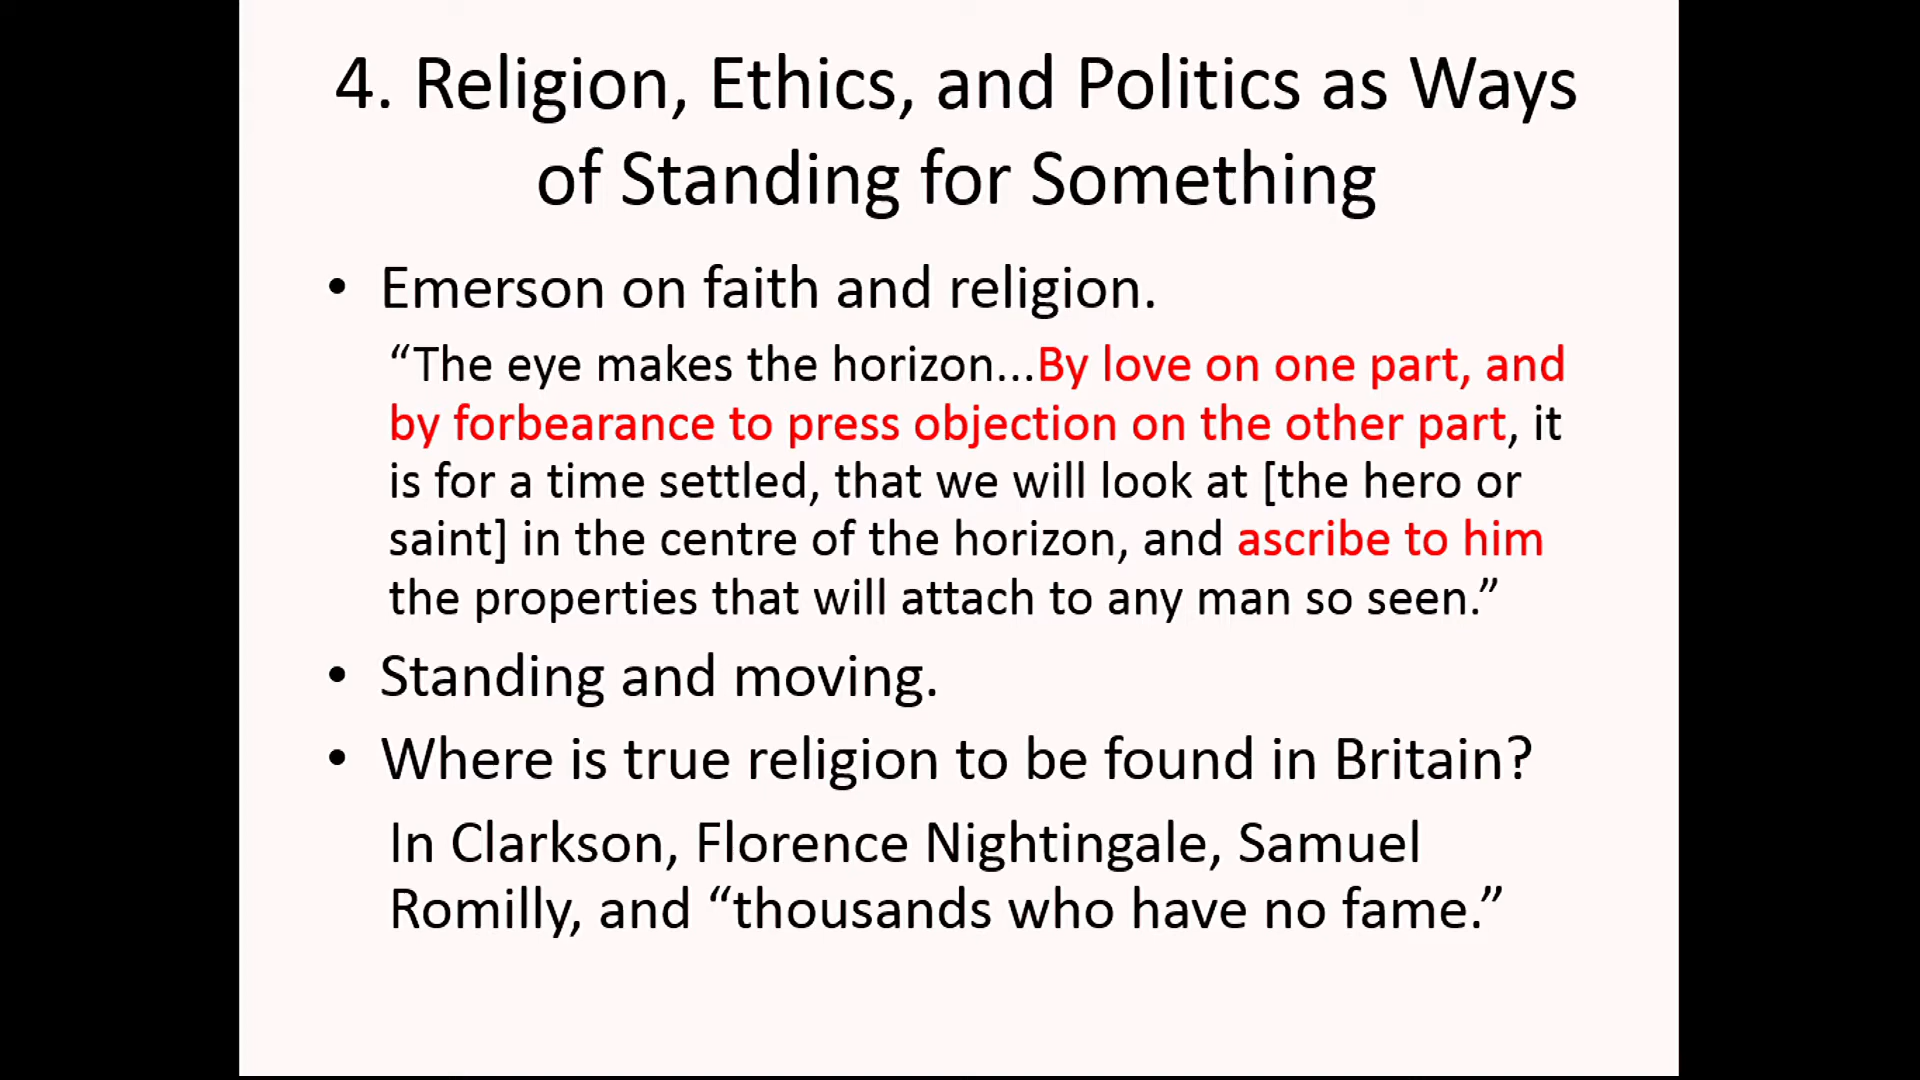 4. Religion, Ethics, and Politics as Ways
of Standing for Something
• Emerson on faith and religion.
“The eye makes the horizon...By love on one part, and
by forbearance to press objection on the other part, it
is for a time settled, that we will look at [the hero or
saint] in the centre of the horizon, and ascribe to him
the properties that will attach to any man so seen.”
• Standing and moving.
• Where is true religion to be found in Britain?
In Clarkson, Florence Nightingale, Samuel
Romilly, and “thousands who have no fame.”